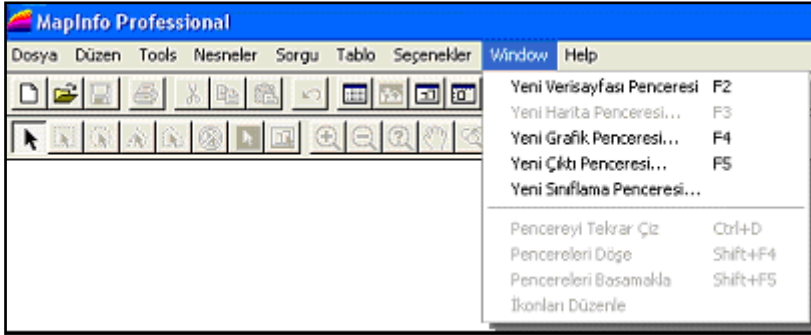 MapInfo Professional
Dosya Düzen Tools Nesneler Sorgu Tablo Seçenekler Window Help
Yeni Verisayfası Penceresi F2
Yeni Harita Penceresi... F3
Yeni Grafik Penceresi... F4
Yeni Çıktı Penceresi... F5
Yeni Sınıflama Penceresi...
Pencereyi Tekrar Çiz Ctrl+D
Pencereleri Döşe Shift+F4
Pencereleri Basamakla Shift+F5
İkonları Düzenle